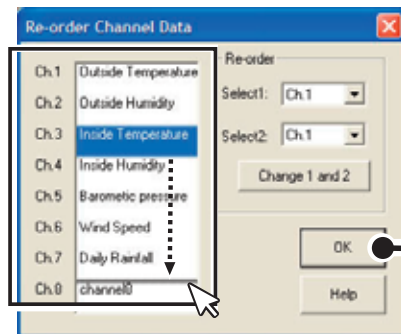 Re-order Channel Data
Ch.1 Outside Temperature
Ch.2 Outside Humidity
Ch.3 Inside Temperature
Ch.4 Inside Humidity
Ch.5 Barometic pressure
Ch.6 Wind Speed
Ch.7 Daily Rainfall
Ch.8 channel0
Re-order
Select1: Ch.1
Select2: Ch.1
Change 1 and 2
OK
Help